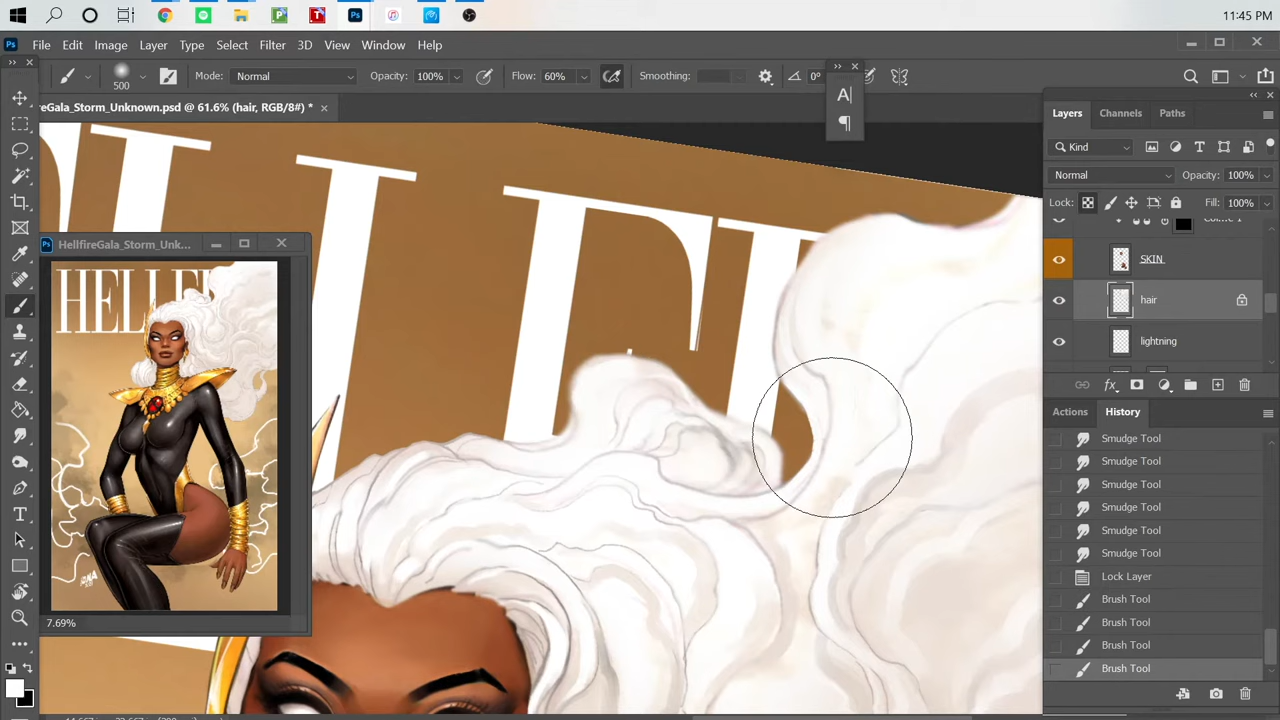 11:45 PM
Ps File Edit Image Layer Type Select Filter 3D View Window Help
500 Mode: Normal Opacity: 100% Flow: 60% Smoothing: 0°
reGala_Storm_Unknown.psd @ 61.6% (hair, RGB/8#) *
HellfireGala_Storm_Unk...
HELLF
DNA
7.69%
Layers Channels Paths
Kind
Normal Opacity: 100%
Lock: Fill: 100%
SKIN
hair
lightning
Actions History
Smudge Tool
Smudge Tool
Smudge Tool
Smudge Tool
Smudge Tool
Smudge Tool
Lock Layer
Brush Tool
Brush Tool
Brush Tool
Brush Tool